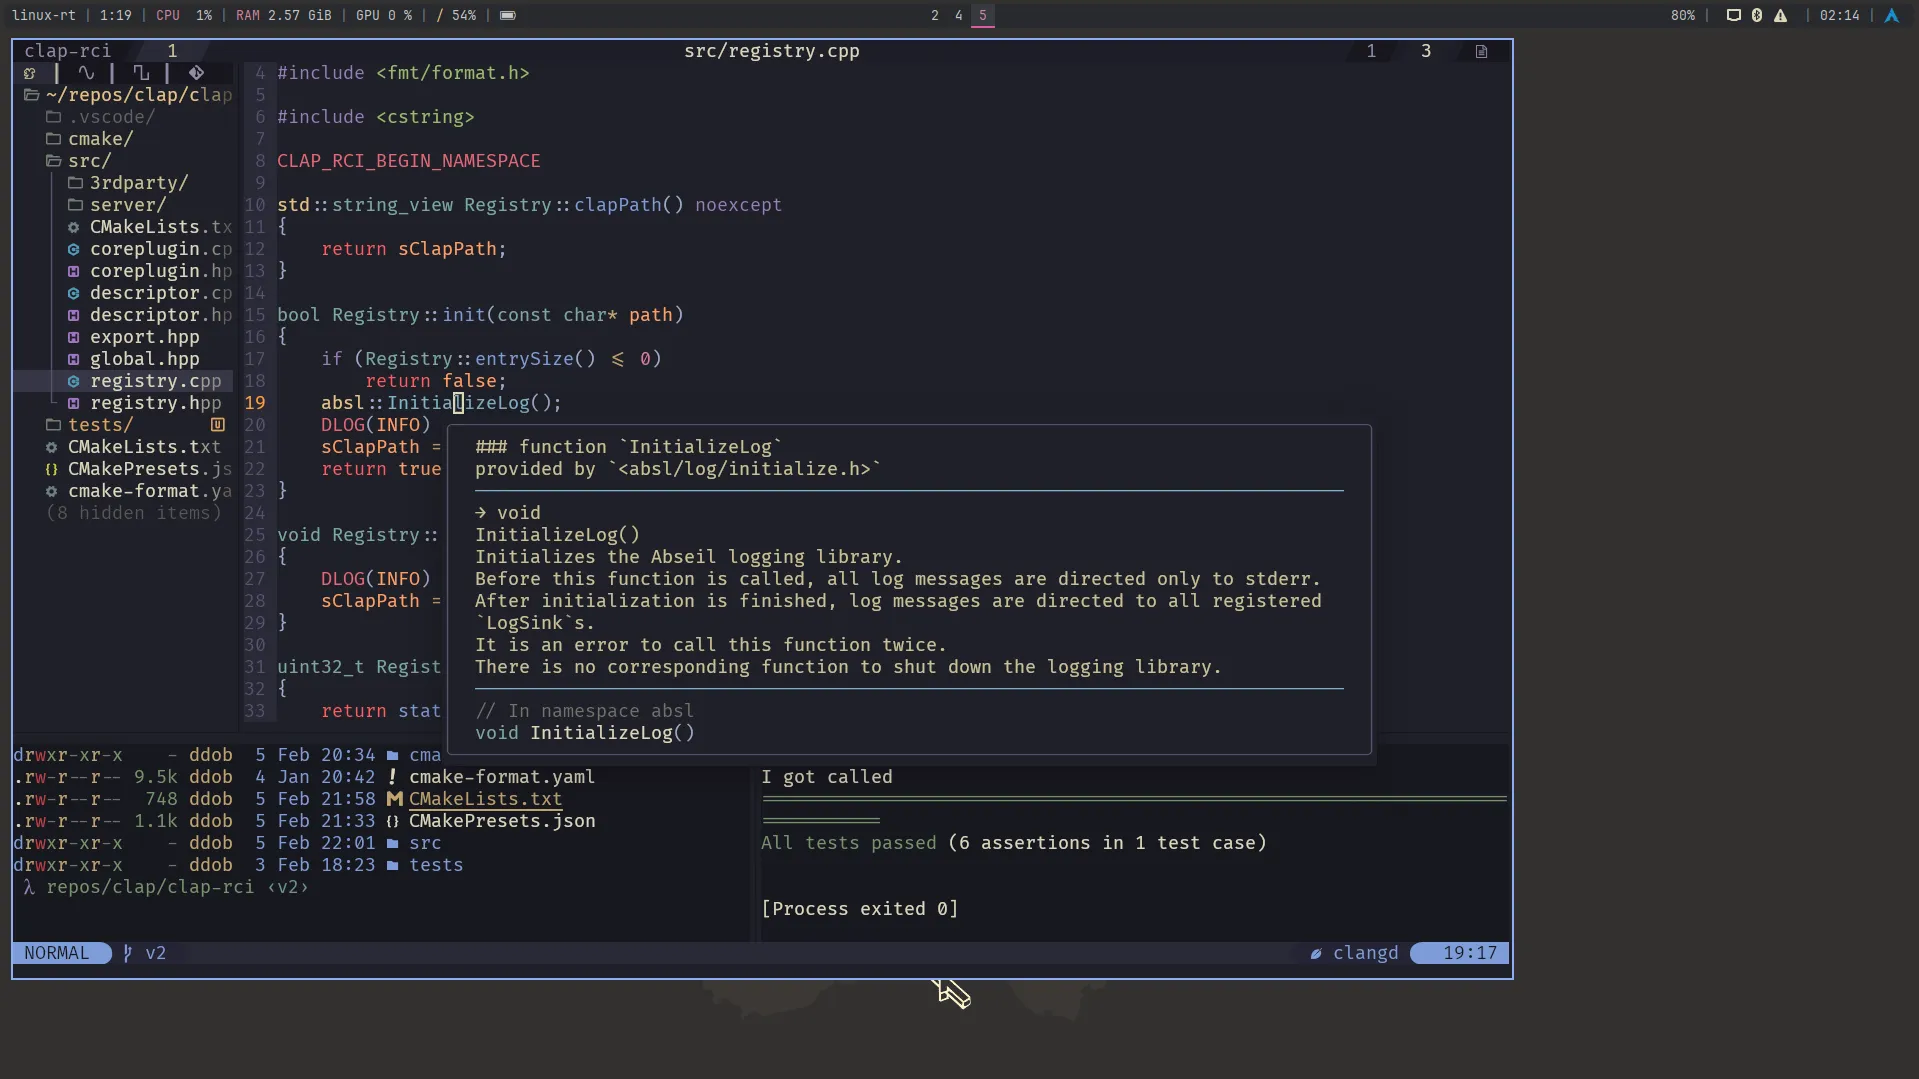 linux-rt | 1:19 | CPU 1% | RAM 2.57 GiB | GPU 0 % | / 54% |
2 4 5
80% | | 02:14 |
clap-rci 1 src/registry.cpp 1 3
~/repos/clap/clap
.vscode/
cmake/
src/
3rdparty/
server/
CMakeLists.tx
coreplugin.cp
coreplugin.hp
descriptor.cp
descriptor.hp
export.hpp
global.hpp
registry.cpp
registry.hpp
tests/ U
CMakeLists.txt
CMakePresets.js
cmake-format.ya
(8 hidden items)
4 #include <fmt/format.h>
5
6 #include <cstring>
7
8 CLAP_RCI_BEGIN_NAMESPACE
9
10 std::string_view Registry::clapPath() noexcept
11 {
12 return sClapPath;
13 }
14
15 bool Registry::init(const char* path)
16 {
17 if (Registry::entrySize() <= 0)
18 return false;
19 absl::InitializeLog();
20 DLOG(INFO)
21 sClapPath =
22 return true
23 }
24
25 void Registry::
26 {
27 DLOG(INFO)
28 sClapPath =
29 }
30
31 uint32_t Regist
32 {
33 return stat
### function `InitializeLog`
provided by `<absl/log/initialize.h>`
→ void
InitializeLog()
Initializes the Abseil logging library.
Before this function is called, all log messages are directed only to stderr.
After initialization is finished, log messages are directed to all registered
`LogSink`s.
It is an error to call this function twice.
There is no corresponding function to shut down the logging library.
// In namespace absl
void InitializeLog()
drwxr-xr-x - ddob 5 Feb 20:34 cma
.rw-r--r-- 9.5k ddob 4 Jan 20:42 ! cmake-format.yaml
.rw-r--r-- 748 ddob 5 Feb 21:58 M CMakeLists.txt
.rw-r--r-- 1.1k ddob 5 Feb 21:33 {} CMakePresets.json
drwxr-xr-x - ddob 5 Feb 22:01 src
drwxr-xr-x - ddob 3 Feb 18:23 tests
λ repos/clap/clap-rci ‹v2›
I got called
All tests passed (6 assertions in 1 test case)
[Process exited 0]
NORMAL v2 clangd 19:17